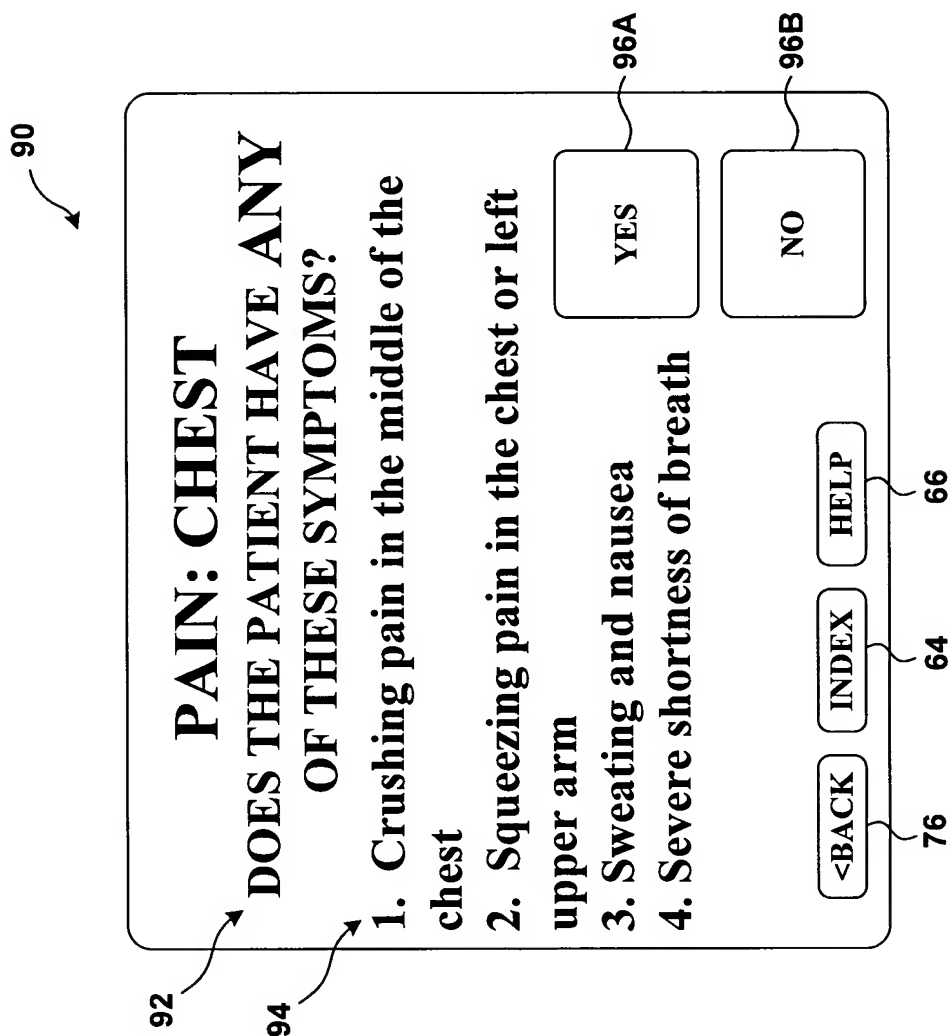 90
PAIN: CHEST
92
DOES THE PATIENT HAVE ANY
OF THESE SYMPTOMS?
94
1. Crushing pain in the middle of the
chest
2. Squeezing pain in the chest or left
upper arm
3. Sweating and nausea
4. Severe shortness of breath
YES
96A
NO
96B
<BACK
INDEX
HELP
76
64
66